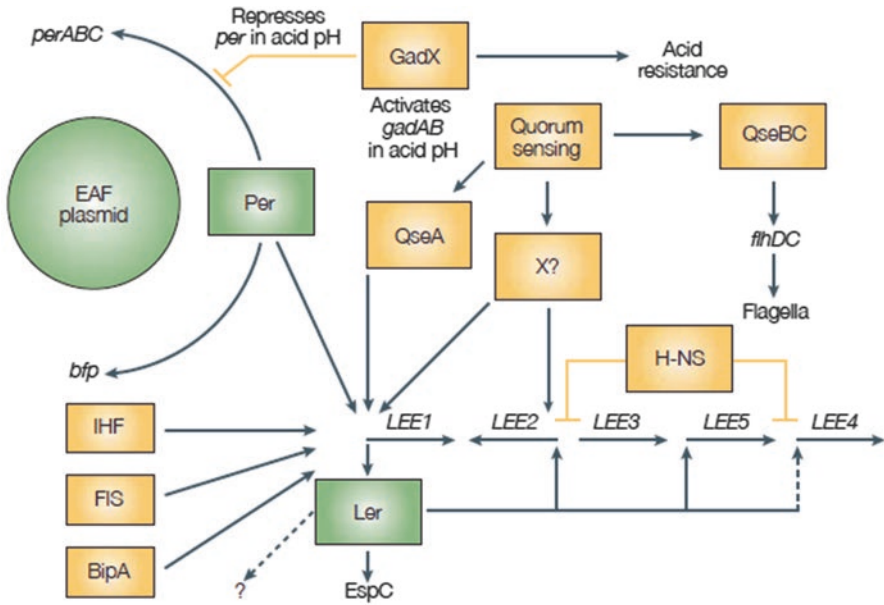 Represses
per in acid pH
perABC
GadX
Acid
resistance
Activates
gadAB
in acid pH
Quorum
sensing
QseBC
EAF
plasmid
Per
QseA
X?
flhDC
Flagella
H-NS
bfp
IHF
LEE1
LEE2
LEE3
LEE5
LEE4
FIS
Ler
BipA
?
EspC